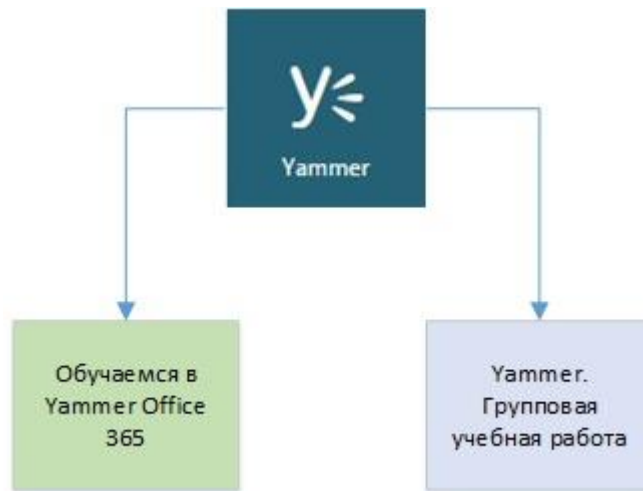 Yammer
Обучаемся в
Yammer Office
365
Yammer.
Групповая
учебная работа